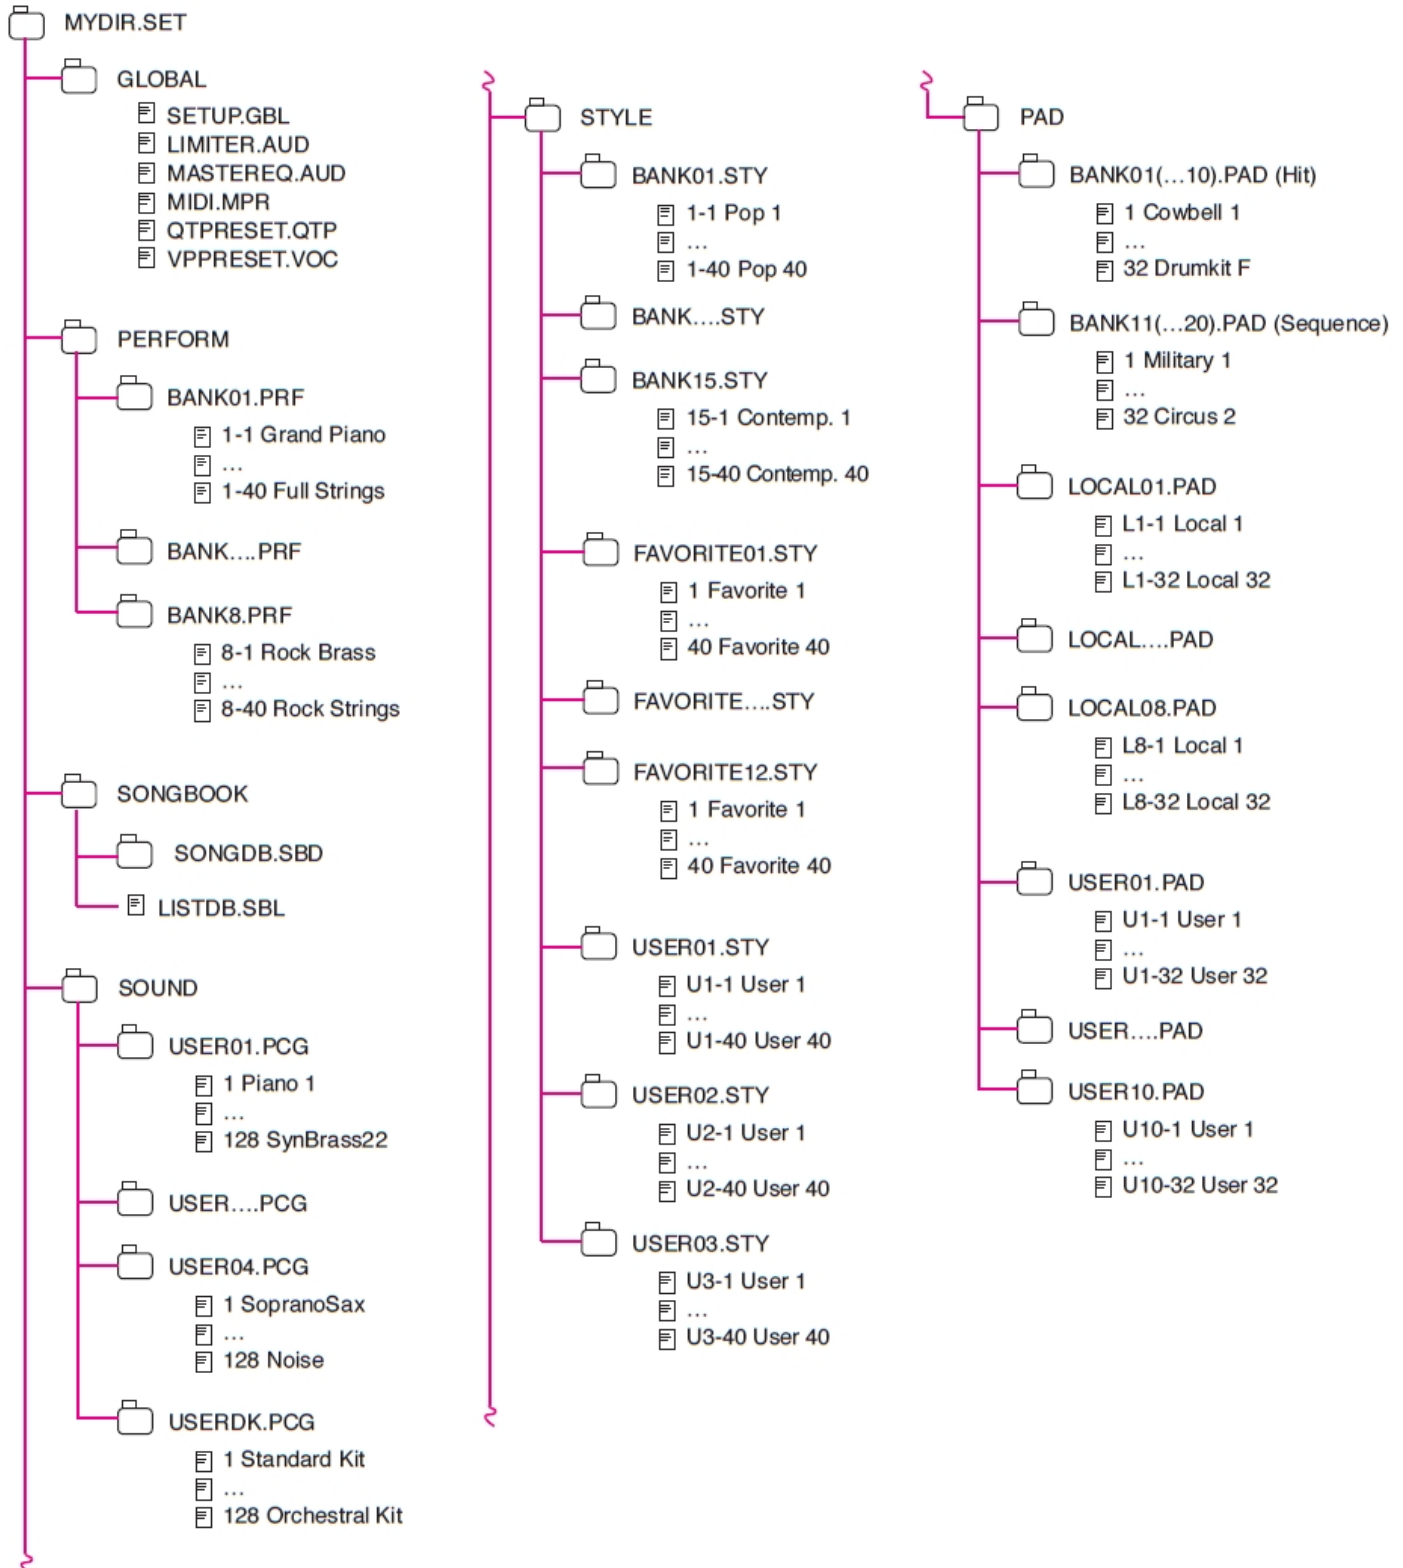 MYDIR.SET
GLOBAL
SETUP.GBL
LIMITER.AUD
MASTEREQ.AUD
MIDI.MPR
QTPRESET.QTP
VPPRESET.VOC
PERFORM
BANK01.PRF
1-1 Grand Piano
...
1-40 Full Strings
BANK....PRF
BANK8.PRF
8-1 Rock Brass
...
8-40 Rock Strings
SONGBOOK
SONGDB.SBD
LISTDB.SBL
SOUND
USER01.PCG
1 Piano 1
...
128 SynBrass22
USER....PCG
USER04.PCG
1 SopranoSax
...
128 Noise
USERDK.PCG
1 Standard Kit
...
128 Orchestral Kit
STYLE
BANK01.STY
1-1 Pop 1
...
1-40 Pop 40
BANK....STY
BANK15.STY
15-1 Contemp. 1
...
15-40 Contemp. 40
FAVORITE01.STY
1 Favorite 1
...
40 Favorite 40
FAVORITE....STY
FAVORITE12.STY
1 Favorite 1
...
40 Favorite 40
USER01.STY
U1-1 User 1
...
U1-40 User 40
USER02.STY
U2-1 User 1
...
U2-40 User 40
USER03.STY
U3-1 User 1
...
U3-40 User 40
PAD
BANK01(...10).PAD (Hit)
1 Cowbell 1
...
32 Drumkit F
BANK11(...20).PAD (Sequence)
1 Military 1
...
32 Circus 2
LOCAL01.PAD
L1-1 Local 1
...
L1-32 Local 32
LOCAL....PAD
LOCAL08.PAD
L8-1 Local 1
...
L8-32 Local 32
USER01.PAD
U1-1 User 1
...
U1-32 User 32
USER....PAD
USER10.PAD
U10-1 User 1
...
U10-32 User 32